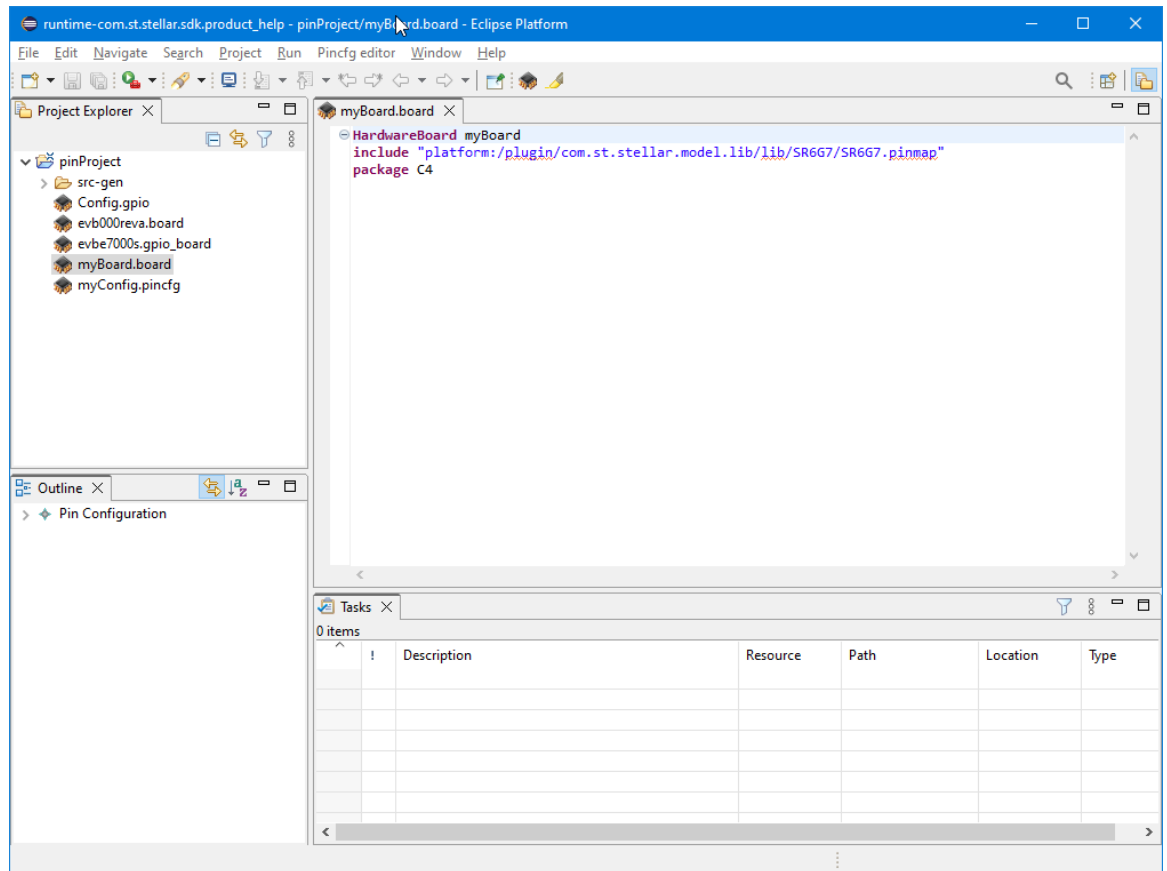 runtime-com.st.stellar.sdk.product_help - pinProject/myBoard.board - Eclipse Platform
File Edit Navigate Search Project Run Pincfg editor Window Help
Project Explorer
pinProject
src-gen
Config.gpio
evb000reva.board
evbe7000s.gpio_board
myBoard.board
myConfig.pincfg
Outline
Pin Configuration
myBoard.board
HardwareBoard myBoard
include "platform:/plugin/com.st.stellar.model.lib/lib/SR6G7/SR6G7.pinmap"
package C4
Tasks
0 items
! Description Resource Path Location Type